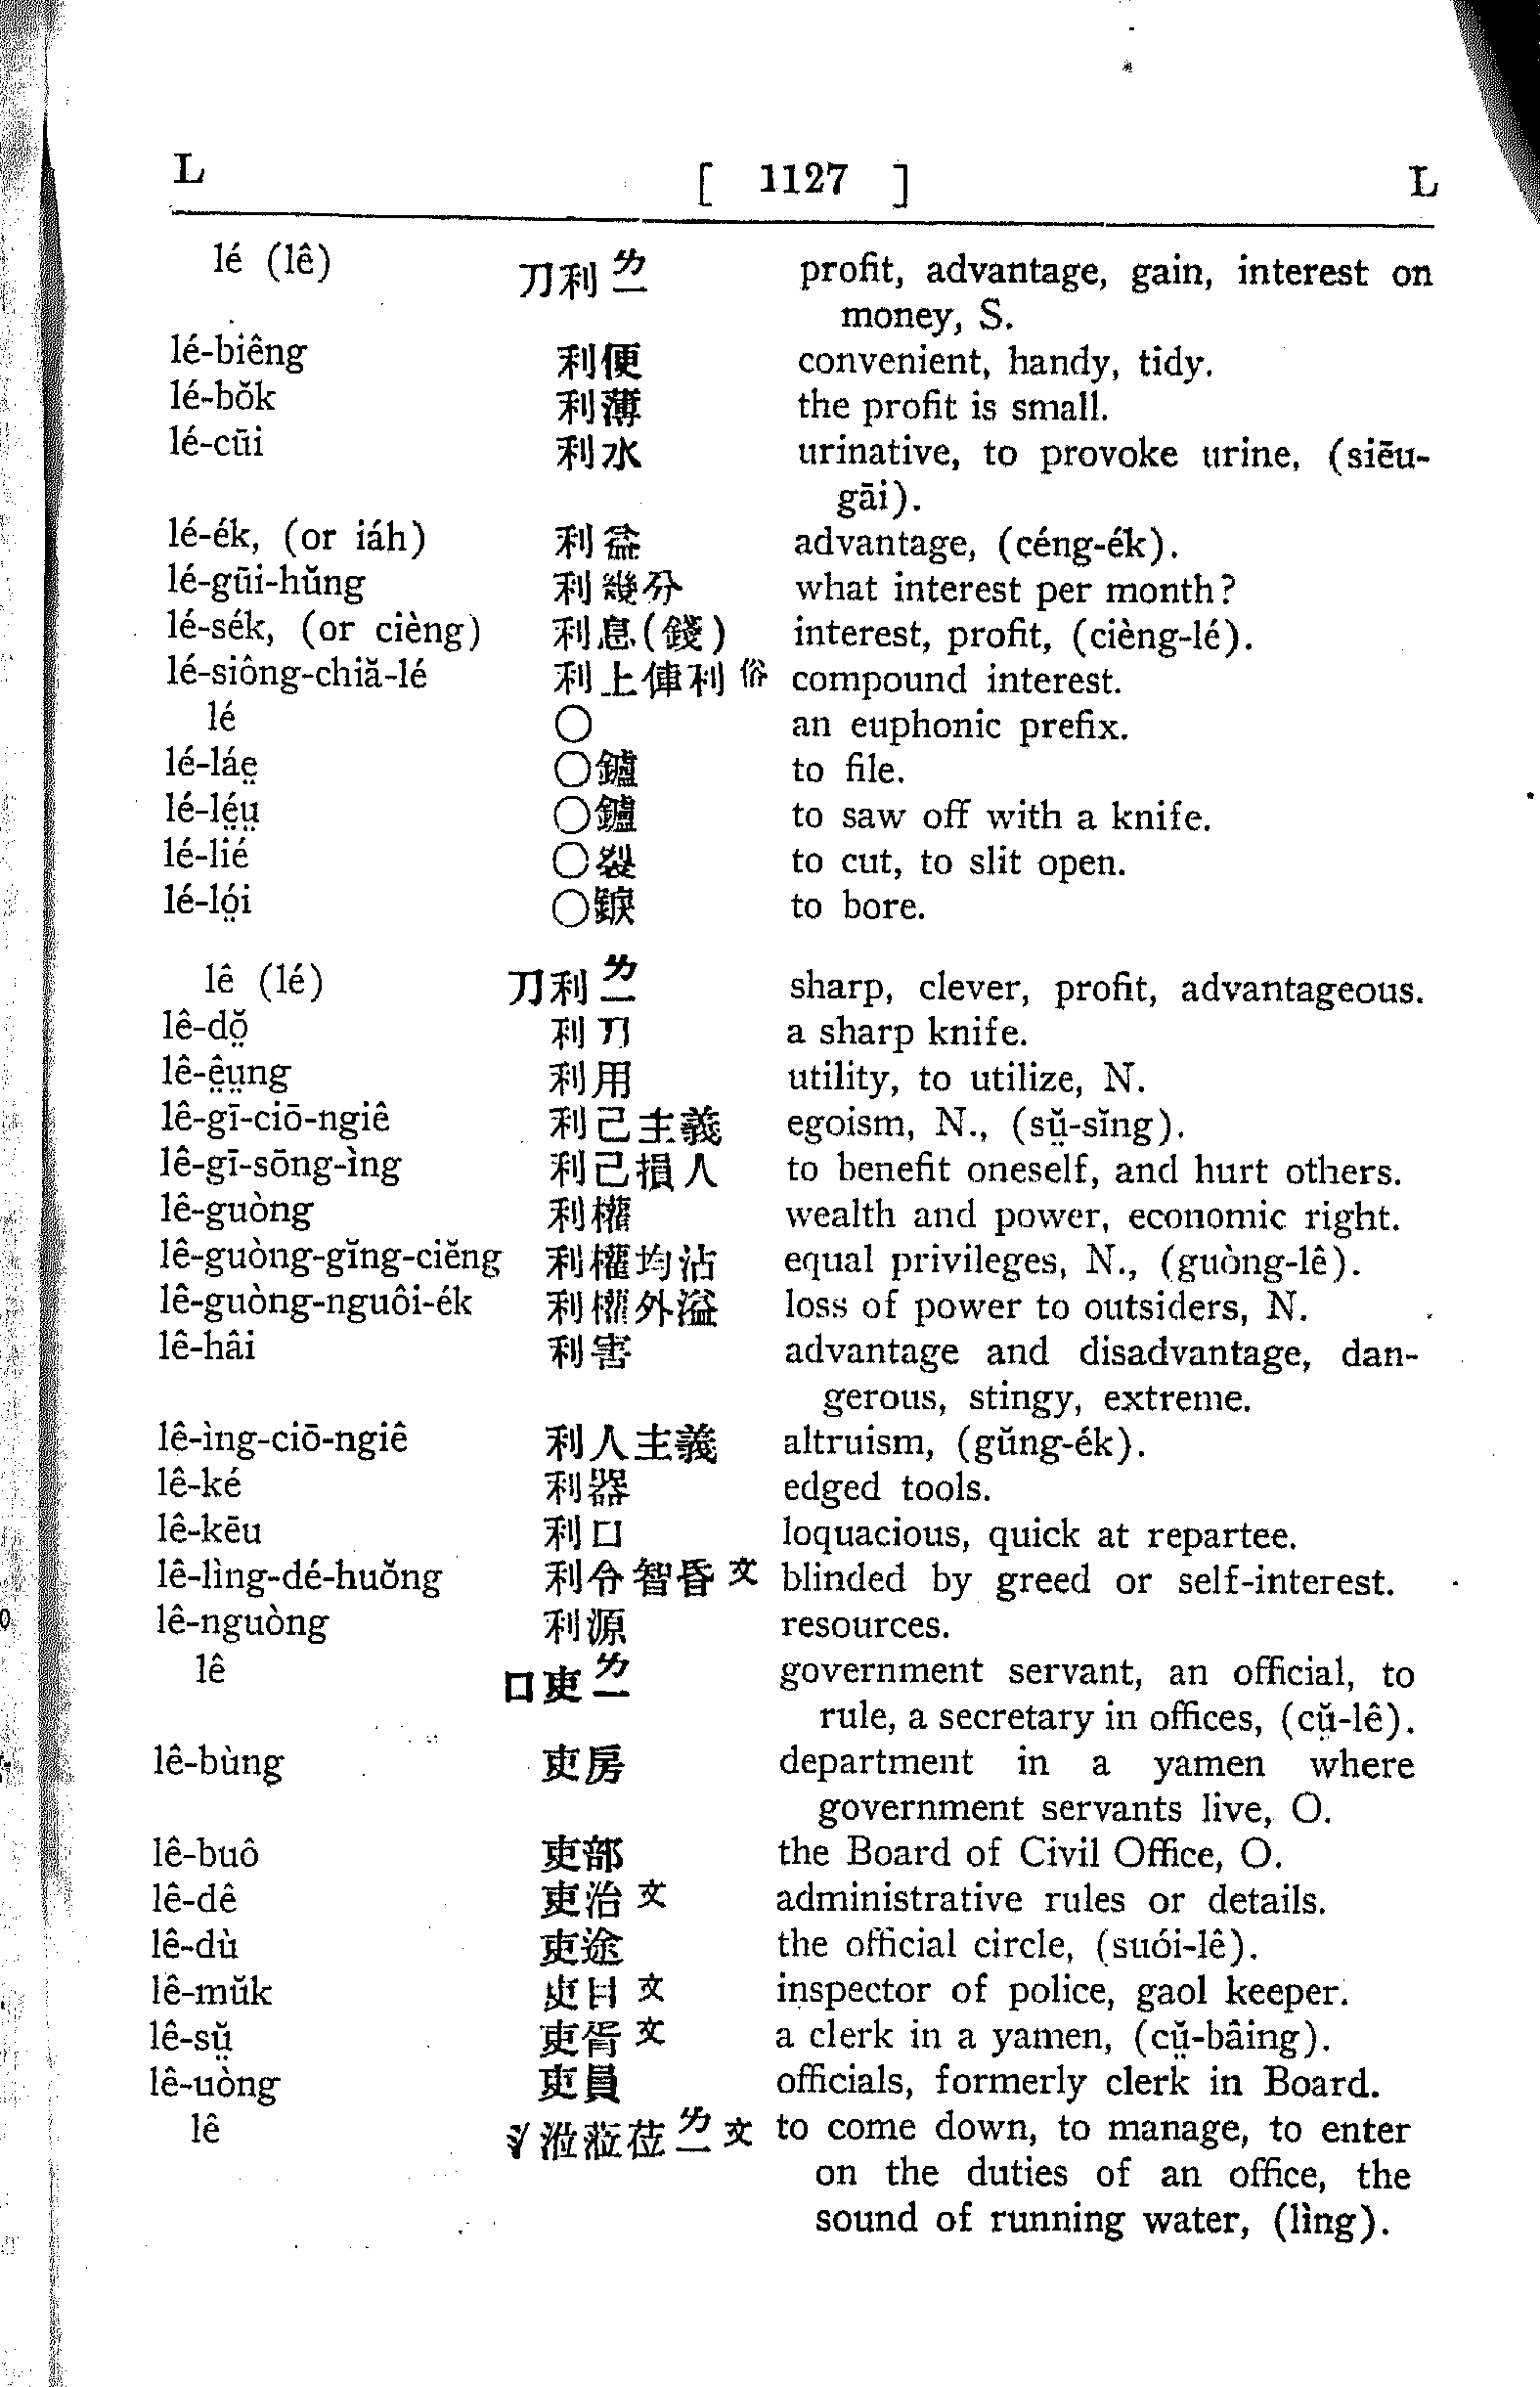 L [ 1127 ] L
lé (lê) 刀利 ㄌㄧ profit, advantage, gain, interest on
money, S.
lé-biêng 利便 convenient, handy, tidy.
lé-bŏk 利薄 the profit is small.
lé-cūi 利水 urinative, to provoke urine, (siēu-
gāi).
lé-ék, (or iáh) 利益 advantage, (céng-ék).
lé-gūi-hŭng 利幾分 what interest per month?
lé-sék, (or cièng) 利息(錢) interest, profit, (cièng-lé).
lé-siông-chiă-lé 利上俥利 俗 compound interest.
lé ○ an euphonic prefix.
lé-láe̤ ○鑢 to file.
lé-lé̤ṳ ○鑢 to saw off with a knife.
lé-lié ○裂 to cut, to slit open.
lé-ló̤i ○ to bore.
lê (lé) 刀利 ㄌㄧ sharp, clever, profit, advantageous.
lê-dŏ̤ 利刀 a sharp knife.
lê-ê̤ṳng 利用 utility, to utilize, N.
lê-gī-ciō-ngiê 利己主義 egoism, N., (sṳ̆-sĭng).
lê-gī-sōng-ìng 利己損人 to benefit oneself, and hurt others.
lê-guòng 利權 wealth and power, economic right.
lê-guòng-gĭng-ciĕng 利權均沾 equal privileges, N., (guòng-lê).
lê-guòng-nguôi-ék 利權外溢 loss of power to outsiders, N.
lê-hâi 利害 advantage and disadvantage, dan-
gerous, stingy, extreme.
lê-ìng-ciō-ngiê 利人主義 altruism, (gŭng-ék).
lê-ké 利器 edged tools.
lê-kēu 利口 loquacious, quick at repartee.
lê-lìng-dé-huŏng 利令智昏 文 blinded by greed or self-interest.
lê-nguòng 利源 resources.
lê 口吏 ㄌㄧ government servant, an official, to
rule, a secretary in offices, (cṳ̆-lê).
lê-bùng 吏房 department in a yamen where
government servants live, O.
lê-buô 吏部 the Board of Civil Office, O.
lê-dê 吏治 文 administrative rules or details.
lê-dù 吏途 the official circle, (suói-lê).
lê-mŭk 吏目 文 inspector of police, gaol keeper.
lê-sṳ̆ 吏胥 文 a clerk in a yamen, (cṳ̆-bâing).
lê-uòng 吏員 officials, formerly clerk in Board.
lê 氵涖蒞莅 ㄌㄧ 文 to come down, to manage, to enter
on the duties of an office, the
sound of running water, (lìng).